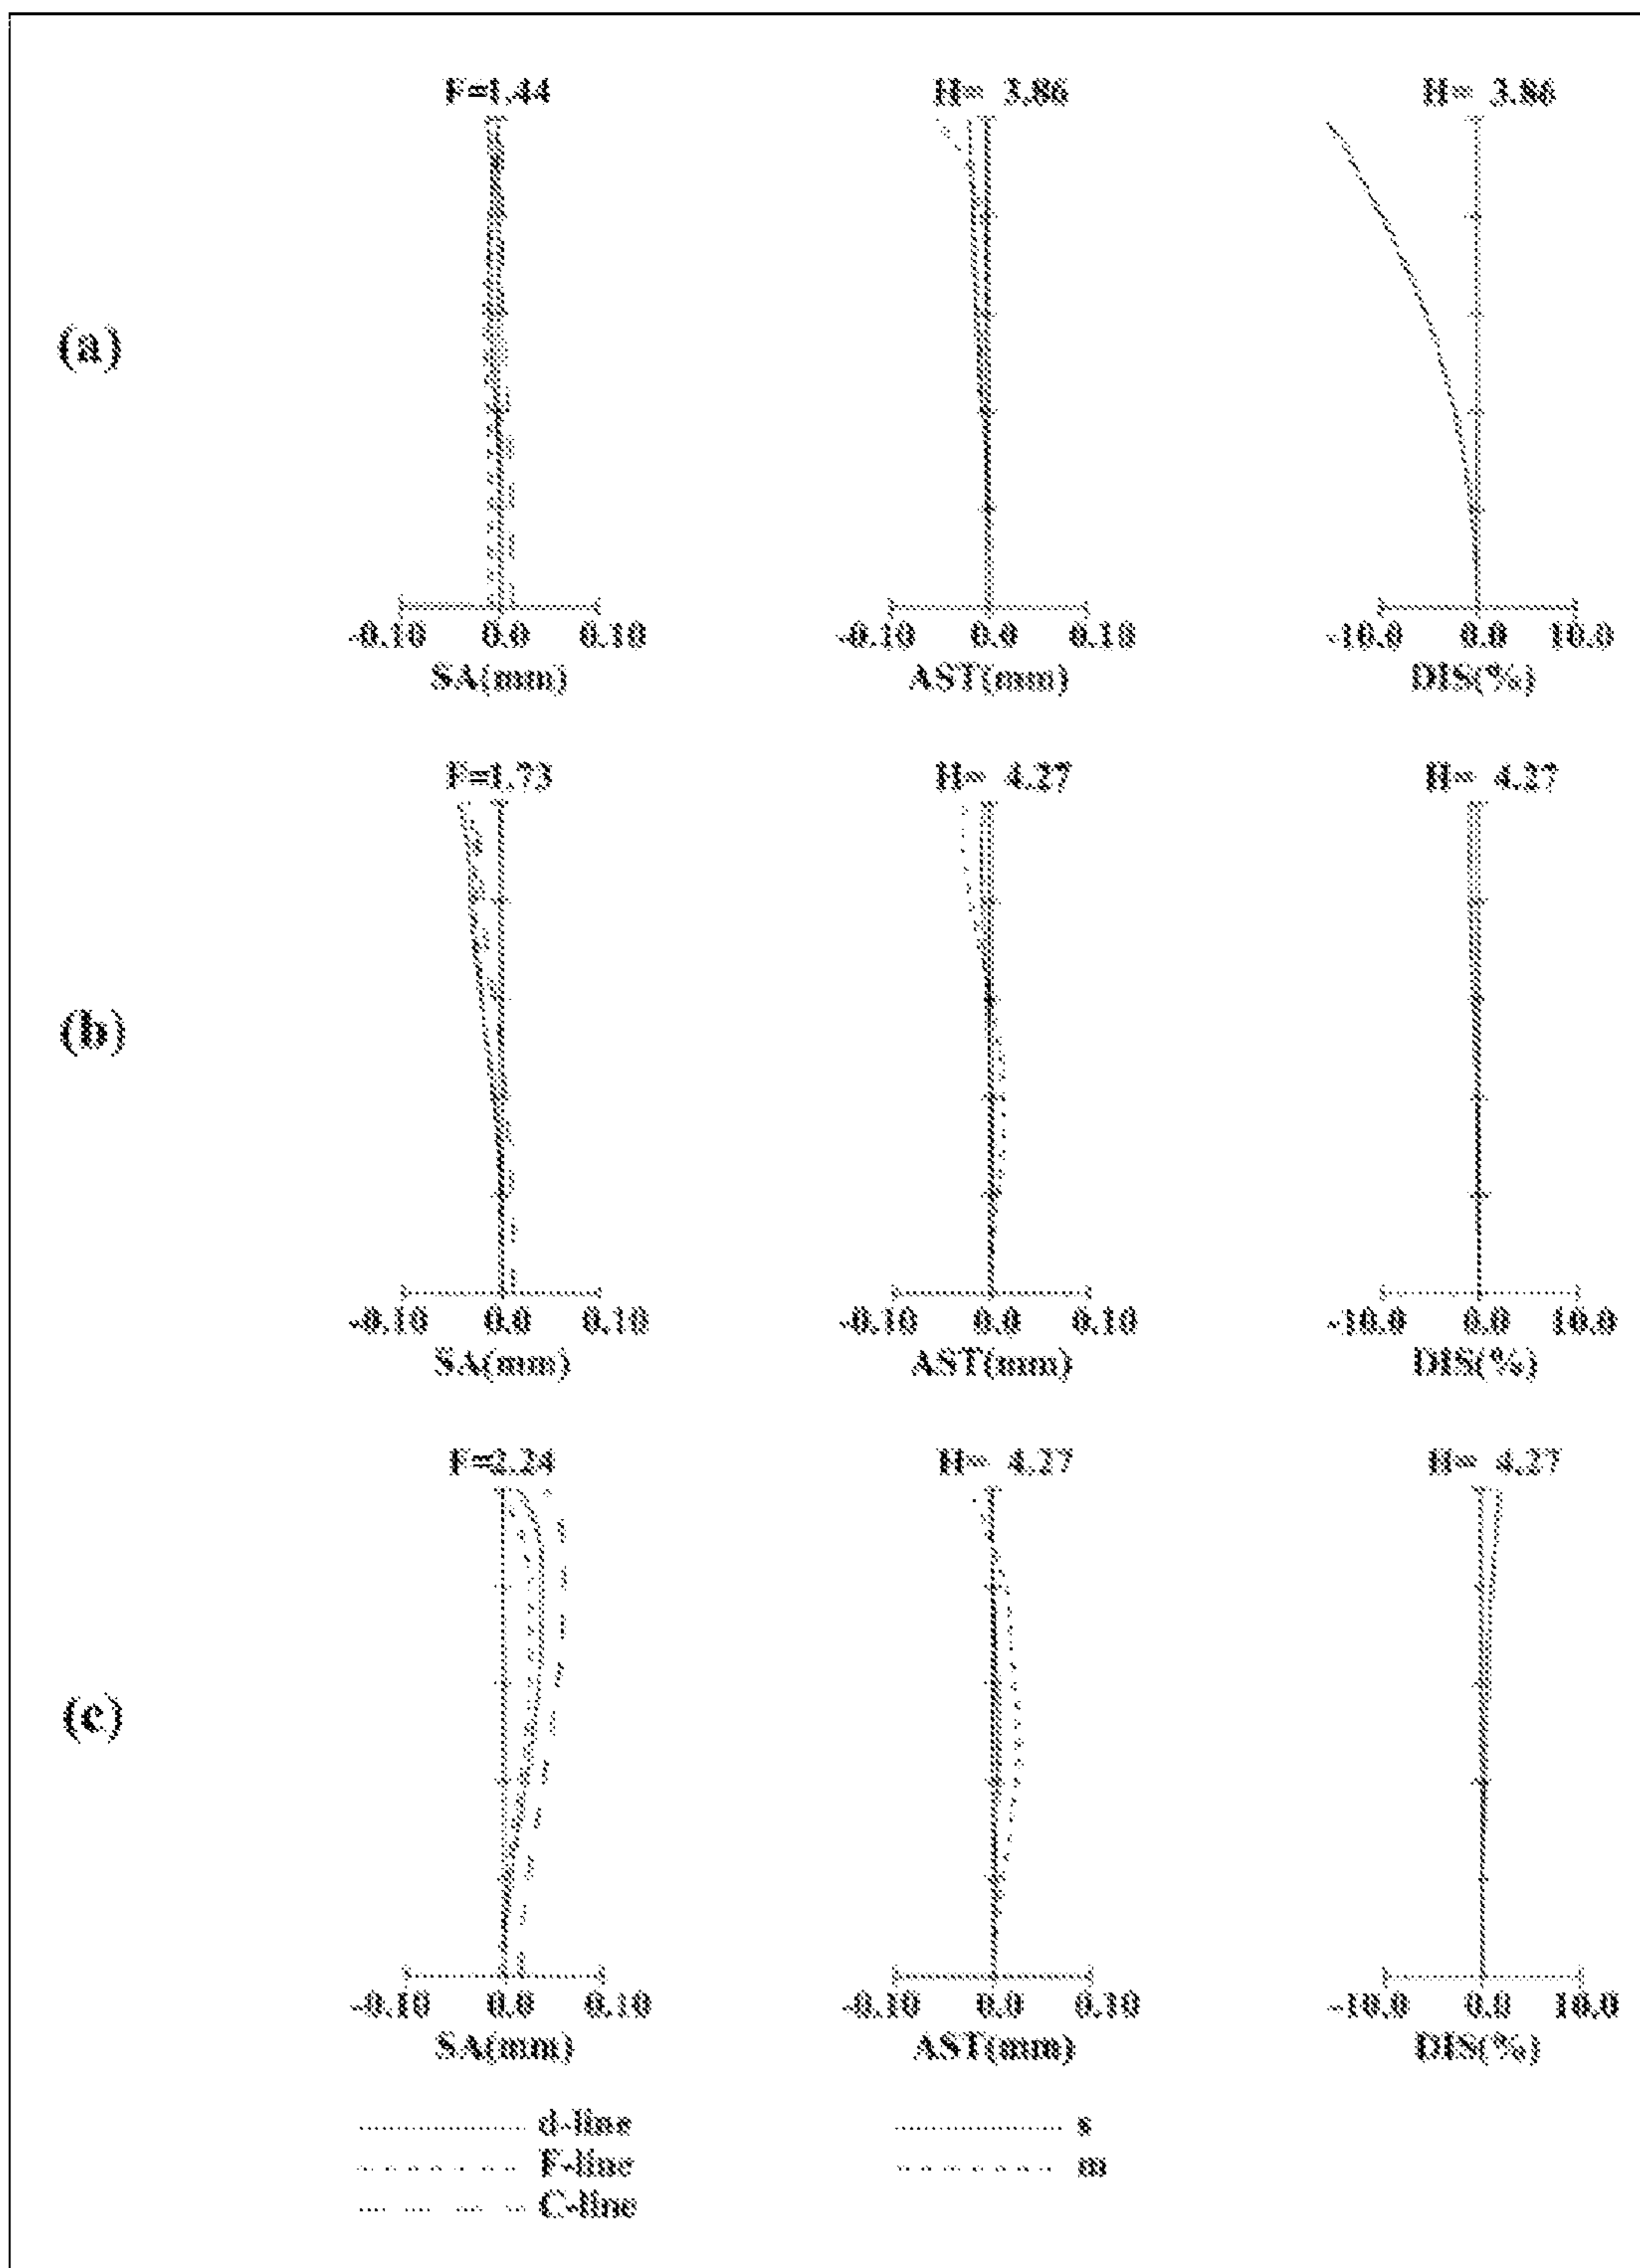 F=1.44 H= 3.86 H= 3.86
(a)
-0.10 0.0 0.10 -0.10 0.0 0.10 -10.0 0.0 10.0
SA(mm) AST(mm) DIS(%)
F=1.73 H= 4.27 H= 4.27
(b)
-0.10 0.0 0.10 -0.10 0.0 0.10 -10.0 0.0 10.0
SA(mm) AST(mm) DIS(%)
F=2.24 H= 4.27 H= 4.27
(c)
-0.10 0.0 0.10 -0.10 0.0 0.10 -10.0 0.0 10.0
SA(mm) AST(mm) DIS(%)
d-line s
F-line m
C-line